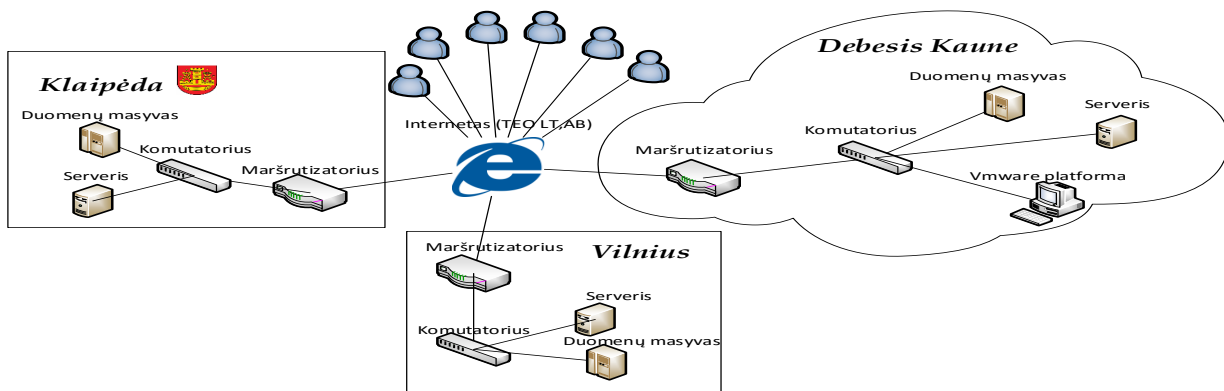 Klaipėda
Duomenų masyvas
Komutatorius
Serveris
Maršrutizatorius
Internetas (TEO LT,AB)
Debesis Kaune
Duomenų masyvas
Serveris
Komutatorius
Maršrutizatorius
Vmware platforma
Maršrutizatorius
Vilnius
Serveris
Komutatorius
Duomenų masyvas